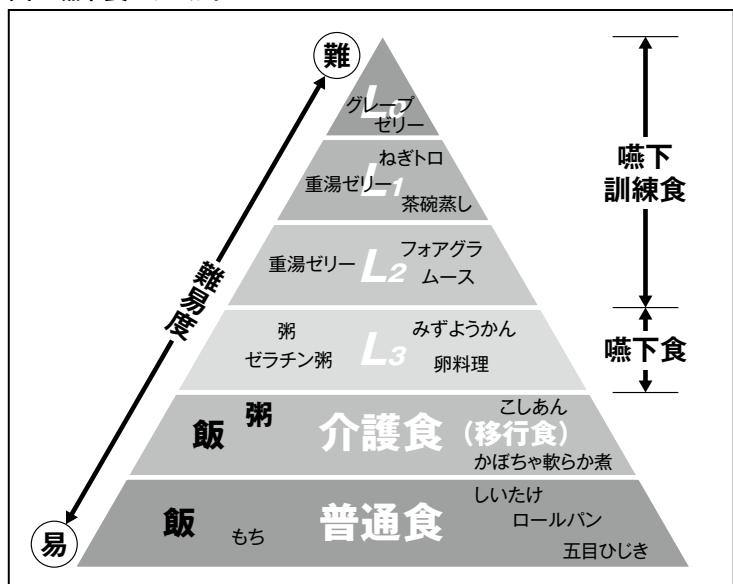 難
L0
グレープ
ゼリー
ねぎトロ
重湯ゼリー
L1
茶碗蒸し
嚥下
訓練食
重湯ゼリー
L2
フォアグラ
ムース
難易度
粥
ゼラチン粥
L3
みずようかん
卵料理
嚥下食
飯
粥
介護食
(移行食)
こしあん
かぼちゃ軟らか煮
飯
もち
普通食
しいたけ
ロールパン
五目ひじき
易